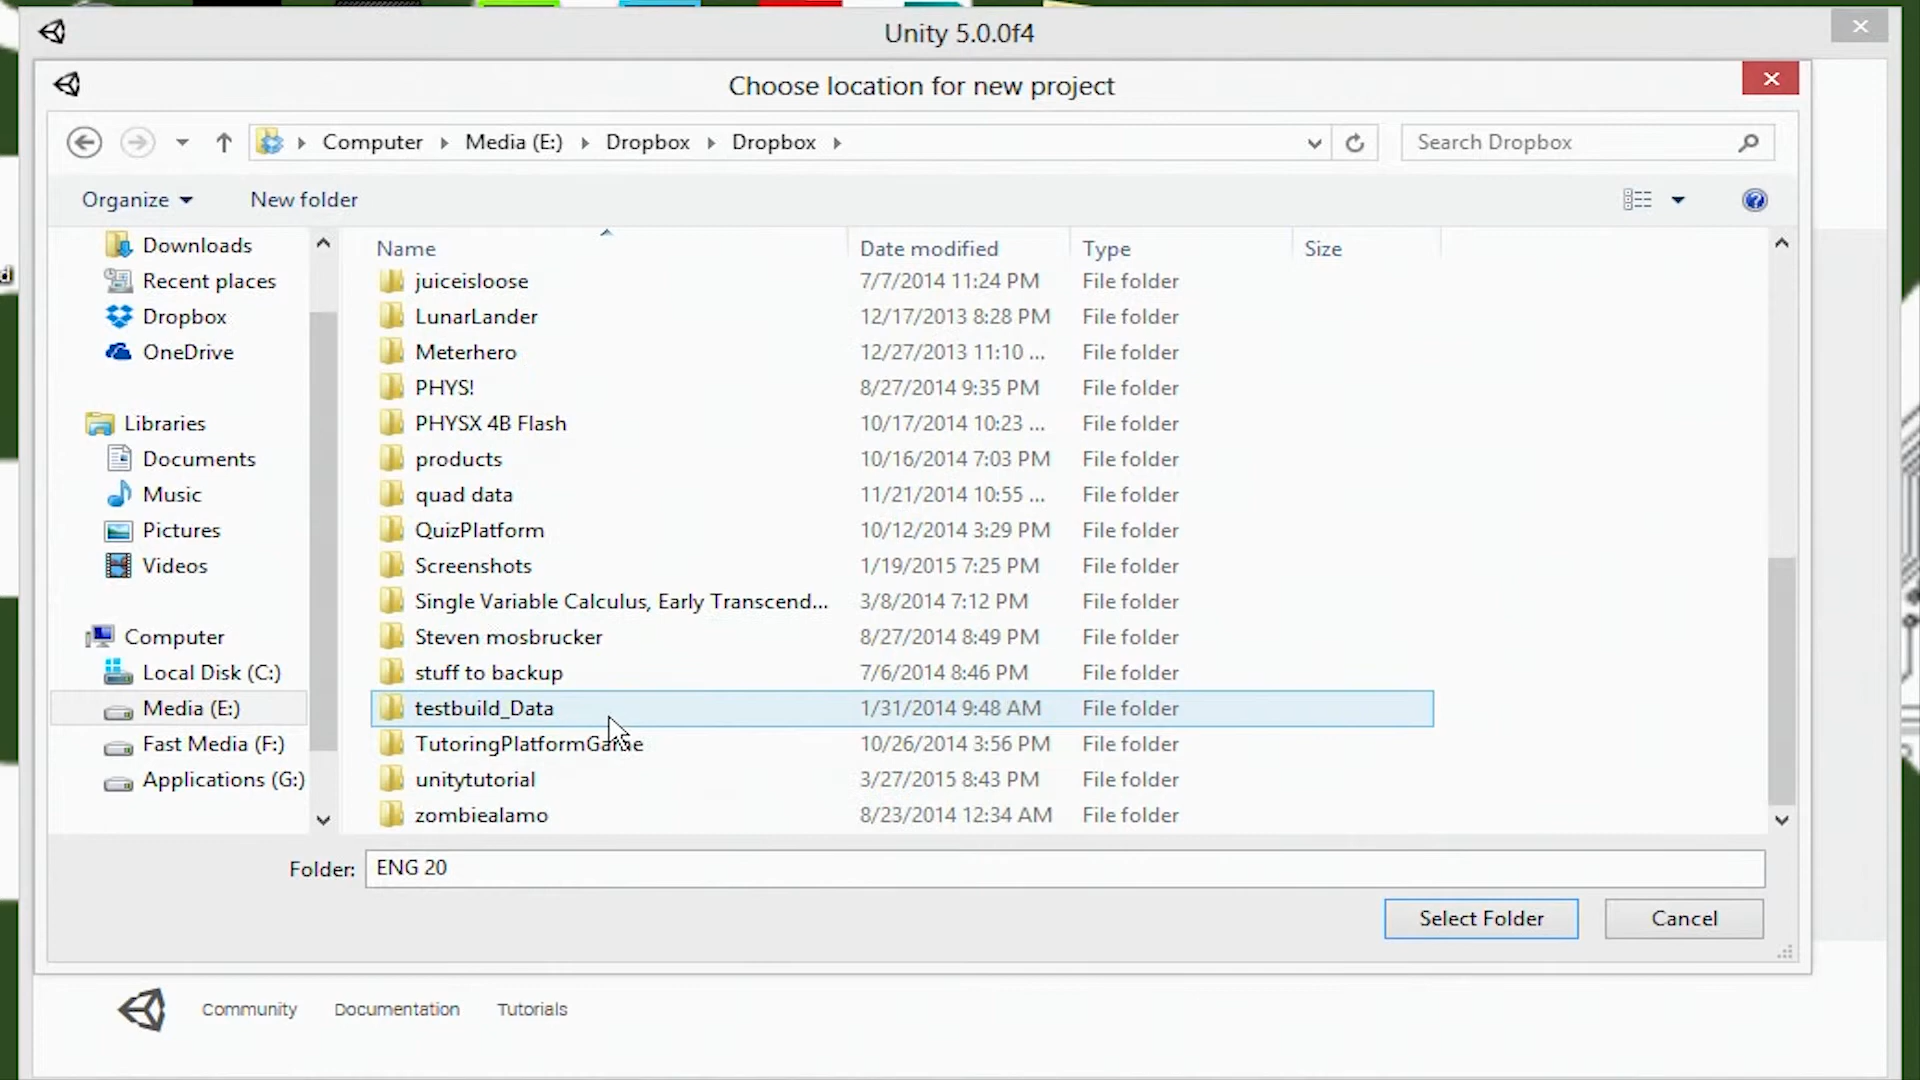 Unity 5.0.0f4
Choose location for new project
Computer Media (E:) Dropbox Dropbox
Search Dropbox
Organize New folder
Name Date modified Type Size
Downloads
Recent places
Dropbox
OneDrive
Libraries
Documents
Music
Pictures
Videos
Computer
Local Disk (C:)
Media (E:)
Fast Media (F:)
Applications (G:)
juiceisloose 7/7/2014 11:24 PM File folder
LunarLander 12/17/2013 8:28 PM File folder
Meterhero 12/27/2013 11:10 ... File folder
PHYS! 8/27/2014 9:35 PM File folder
PHYSX 4B Flash 10/17/2014 10:23 ... File folder
products 10/16/2014 7:03 PM File folder
quad data 11/21/2014 10:55 ... File folder
QuizPlatform 10/12/2014 3:29 PM File folder
Screenshots 1/19/2015 7:25 PM File folder
Single Variable Calculus, Early Transcend... 3/8/2014 7:12 PM File folder
Steven mosbrucker 8/27/2014 8:49 PM File folder
stuff to backup 7/6/2014 8:46 PM File folder
testbuild_Data 1/31/2014 9:48 AM File folder
TutoringPlatformGame 10/26/2014 3:56 PM File folder
unitytutorial 3/27/2015 8:43 PM File folder
zombiealamo 8/23/2014 12:34 AM File folder
Folder: ENG 20
Select Folder Cancel
Community Documentation Tutorials